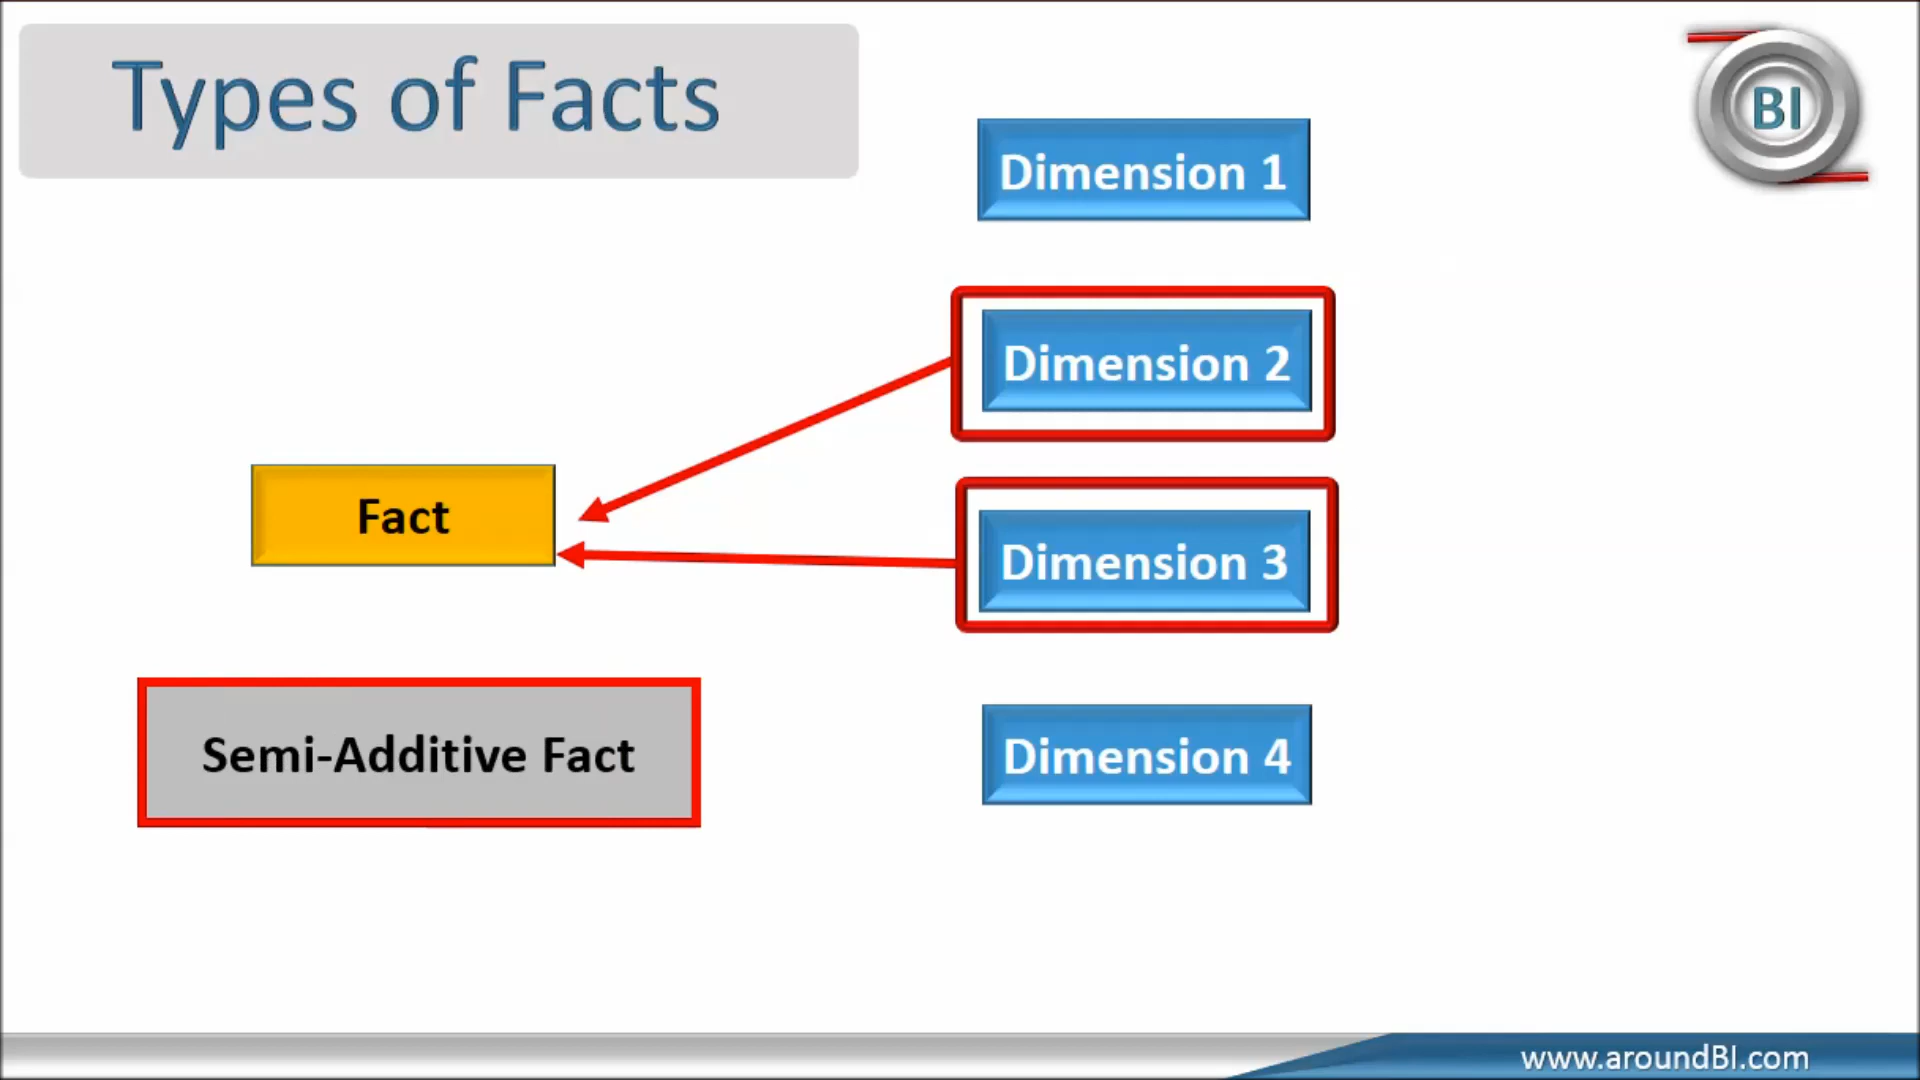 Types of Facts
BI
Dimension 1
Dimension 2
Fact
Dimension 3
Semi-Additive Fact
Dimension 4
www.aroundBI.com